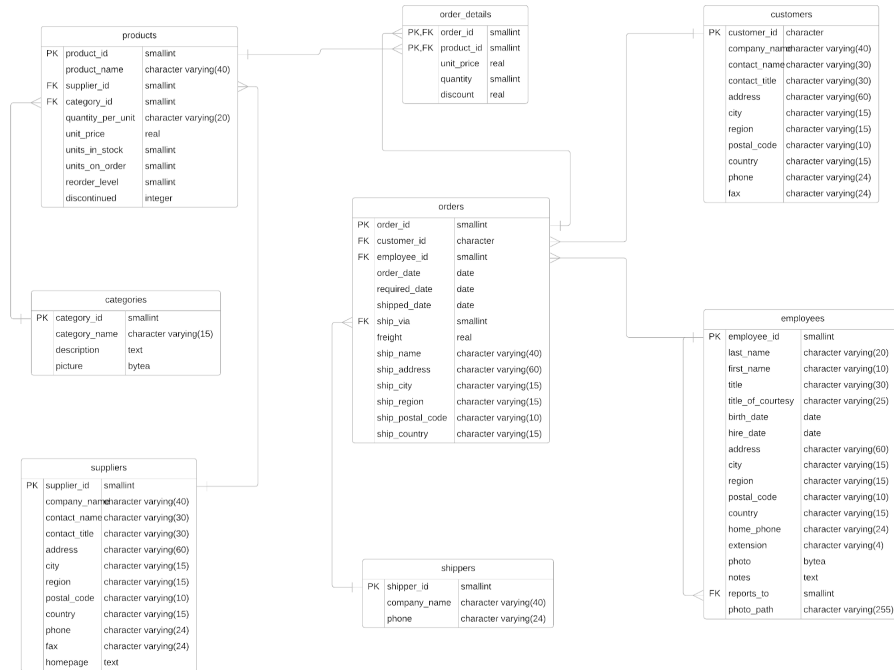 products
PK product_id smallint
product_name character varying(40)
FK supplier_id smallint
FK category_id smallint
quantity_per_unit character varying(20)
unit_price real
units_in_stock smallint
units_on_order smallint
reorder_level smallint
discontinued integer
order_details
PK,FK order_id smallint
PK,FK product_id smallint
unit_price real
quantity smallint
discount real
customers
PK customer_id character
company_name character varying(40)
contact_name character varying(30)
contact_title character varying(30)
address character varying(60)
city character varying(15)
region character varying(15)
postal_code character varying(10)
country character varying(15)
phone character varying(24)
fax character varying(24)
orders
PK order_id smallint
FK customer_id character
FK employee_id smallint
order_date date
required_date date
shipped_date date
FK ship_via smallint
freight real
ship_name character varying(40)
ship_address character varying(60)
ship_city character varying(15)
ship_region character varying(15)
ship_postal_code character varying(10)
ship_country character varying(15)
categories
PK category_id smallint
category_name character varying(15)
description text
picture bytea
employees
PK employee_id smallint
last_name character varying(20)
first_name character varying(10)
title character varying(30)
title_of_courtesy character varying(25)
birth_date date
hire_date date
address character varying(60)
city character varying(15)
region character varying(15)
postal_code character varying(10)
country character varying(15)
home_phone character varying(24)
extension character varying(4)
photo bytea
notes text
FK reports_to smallint
photo_path character varying(255)
suppliers
PK supplier_id smallint
company_name character varying(40)
contact_name character varying(30)
contact_title character varying(30)
address character varying(60)
city character varying(15)
region character varying(15)
postal_code character varying(10)
country character varying(15)
phone character varying(24)
fax character varying(24)
homepage text
shippers
PK shipper_id smallint
company_name character varying(40)
phone character varying(24)